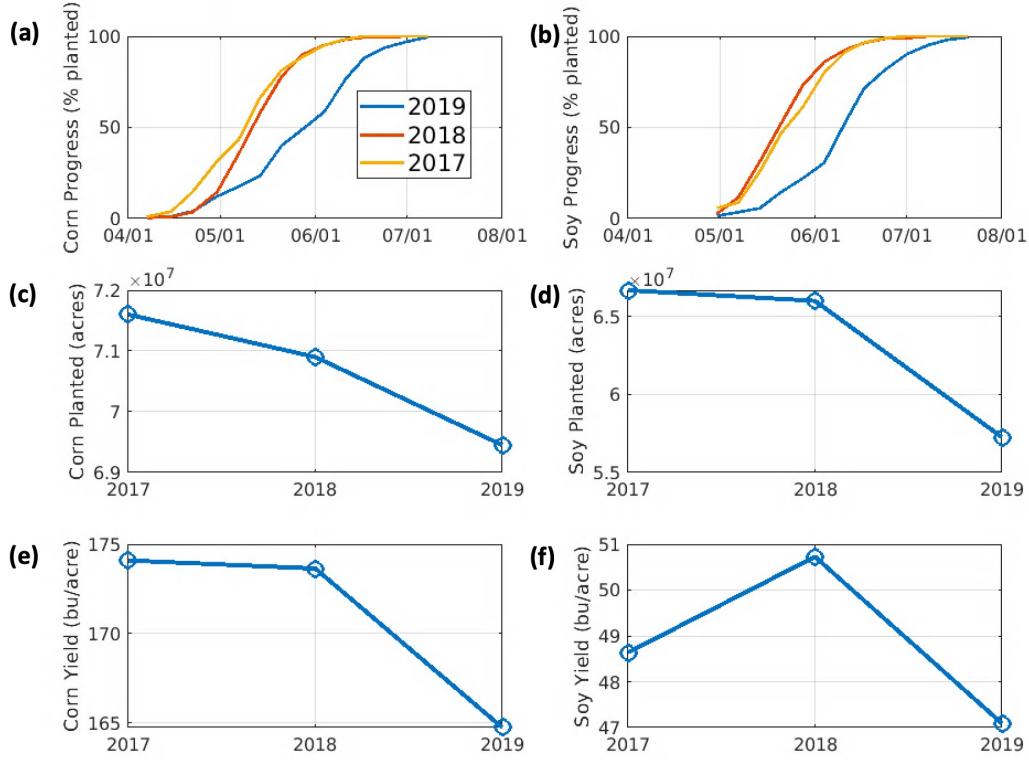 (a)
Corn Progress (% planted)
100
50
0
04/01 05/01 06/01 07/01 08/01
2019
2018
2017
(b)
Soy Progress (% planted)
100
50
0
04/01 05/01 06/01 07/01 08/01
(c)
Corn Planted (acres)
×10⁷
7.2
7.1
7
6.9
2017 2018 2019
(d)
Soy Planted (acres)
×10⁷
6.5
6
5.5
2017 2018 2019
(e)
Corn Yield (bu/acre)
175
170
165
2017 2018 2019
(f)
Soy Yield (bu/acre)
51
50
49
48
47
2017 2018 2019